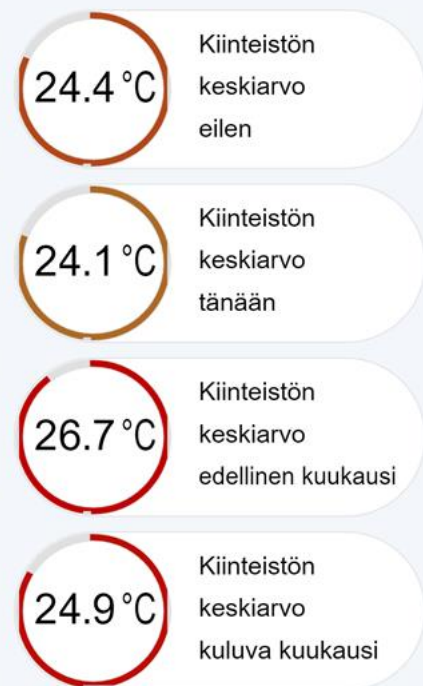 24.4 °C
Kiinteistön
keskiarvo
eilen
24.1 °C
Kiinteistön
keskiarvo
tänään
26.7 °C
Kiinteistön
keskiarvo
edellinen kuukausi
24.9 °C
Kiinteistön
keskiarvo
kuluva kuukausi